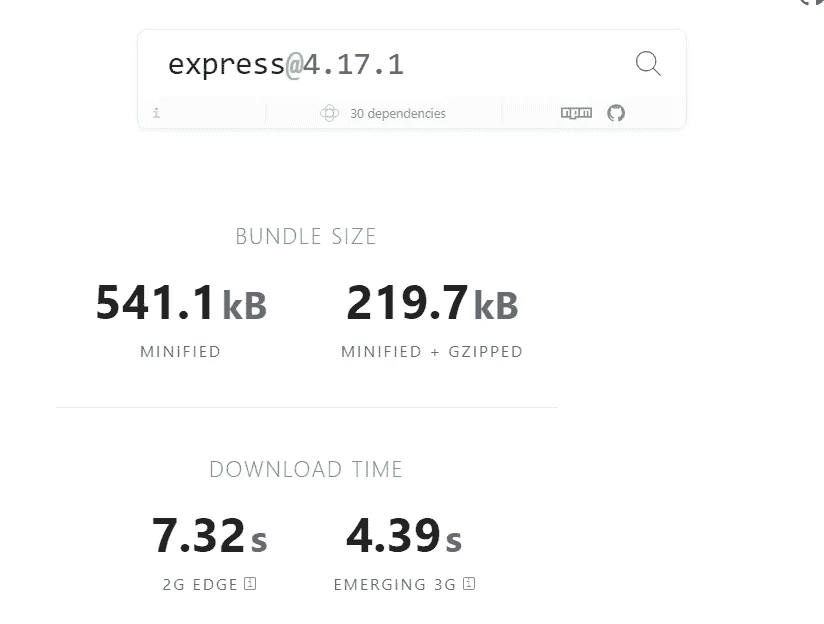 express@4.17.1
i 30 dependencies npm
BUNDLE SIZE
541.1 kB 219.7 kB
MINIFIED MINIFIED + GZIPPED
DOWNLOAD TIME
7.32 s 4.39 s
2G EDGE i EMERGING 3G i